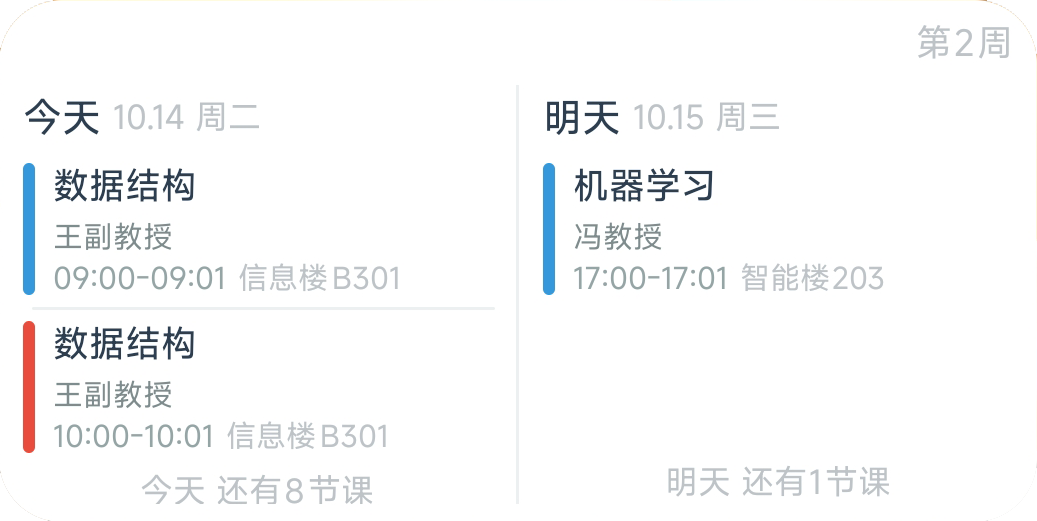 第2周
今天 10.14 周二
数据结构
王副教授
09:00-09:01 信息楼B301
数据结构
王副教授
10:00-10:01 信息楼B301
今天 还有8节课
明天 10.15 周三
机器学习
冯教授
17:00-17:01 智能楼203
明天 还有1节课